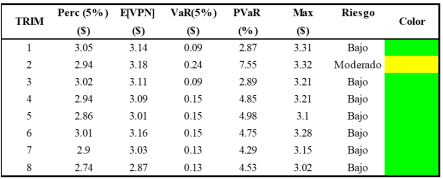 TRIM Perc (5%) ($) E[VPN] ($) VaR(5%) ($) PVaR (%) Max ($) Riesgo Color
1 3.05 3.14 0.09 2.87 3.31 Bajo
2 2.94 3.18 0.24 7.55 3.32 Moderado
3 3.02 3.11 0.09 2.89 3.21 Bajo
4 2.94 3.09 0.15 4.85 3.21 Bajo
5 2.86 3.01 0.15 4.98 3.1 Bajo
6 3.01 3.16 0.15 4.75 3.28 Bajo
7 2.9 3.03 0.13 4.29 3.15 Bajo
8 2.74 2.87 0.13 4.53 3.02 Bajo